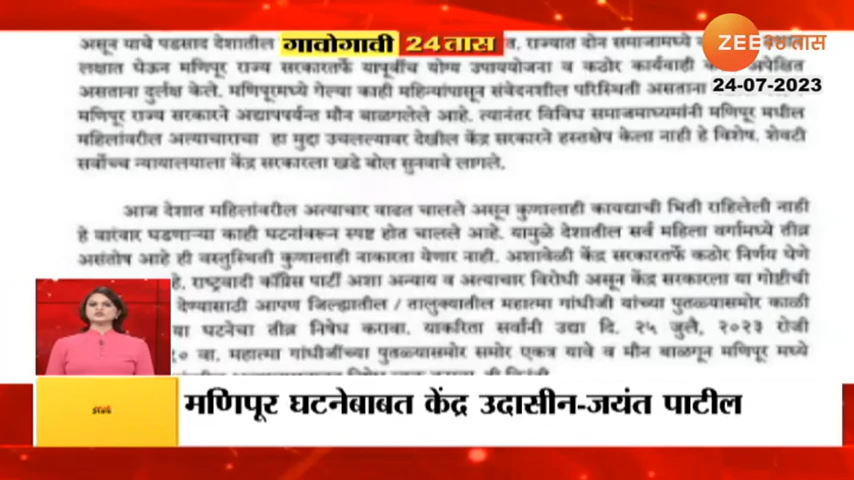 असून याचे पडसाद देशातील गावोगावी 24 तास त, राज्यात दोन समाजामध्ये ZEE २४ तास
लक्षात घेऊन मणिपूर राज्य सरकारतर्फे यापूर्वीच योग्य उपाययोजना व कठोर कार्यवाही अपेक्षित
असताना दुर्लक्ष केले. मणिपूरमध्ये गेल्या काही महिन्यांपासून संवेदनशील परिस्थिती असताना
24-07-2023
मणिपूर राज्य सरकारने अद्यापपर्यन्त मौन बाळगलेले आहे. त्यानंतर विविध समाजमाध्यमांनी मणिपूर मधील
महिलांवरील अत्याचाराचा हा मुद्दा उचलल्यावर देखील केंद्र सरकारने हस्तक्षेप केला नाही हे विशेष. शेवटी
सर्वोच्च न्यायालयाला केंद्र सरकारला खडे बोल सुनवावे लागले.
आज देशात महिलांवरील अत्याचार वाढत चालले असून कुणालाही कायद्याची भिती राहिलेली नाही
हे वारंवार घडणाऱ्या काही घटनांवरून स्पष्ट होत चालले आहे. यामुळे देशातील सर्व महिला वर्गामध्ये तीव्र
असंतोष आहे ही वस्तुस्थिती कुणालाही नाकारता येणार नाही. अशावेळी केंद्र सरकारतर्फे कठोर निर्णय घेणे
हे. राष्ट्रवादी काँग्रेस पार्टी अशा अन्याय व अत्याचार विरोधी असून केंद्र सरकारला या गोष्टीची
देण्यासाठी आपण जिल्ह्यातील / तालुक्यातील महात्मा गांधीजी यांच्या पुतळ्यासमोर काळी
या घटनेचा तीव्र निषेध करावा. याकरिता सर्वांनी उद्या दि. २५ जुलै, २०२३ रोजी
१० वा. महात्मा गांधीजींच्या पुतळ्यासमोर समोर एकत्र यावे व मौन बाळगून मणिपूर मध्ये
मणिपूर घटनेबाबत केंद्र उदासीन-जयंत पाटील